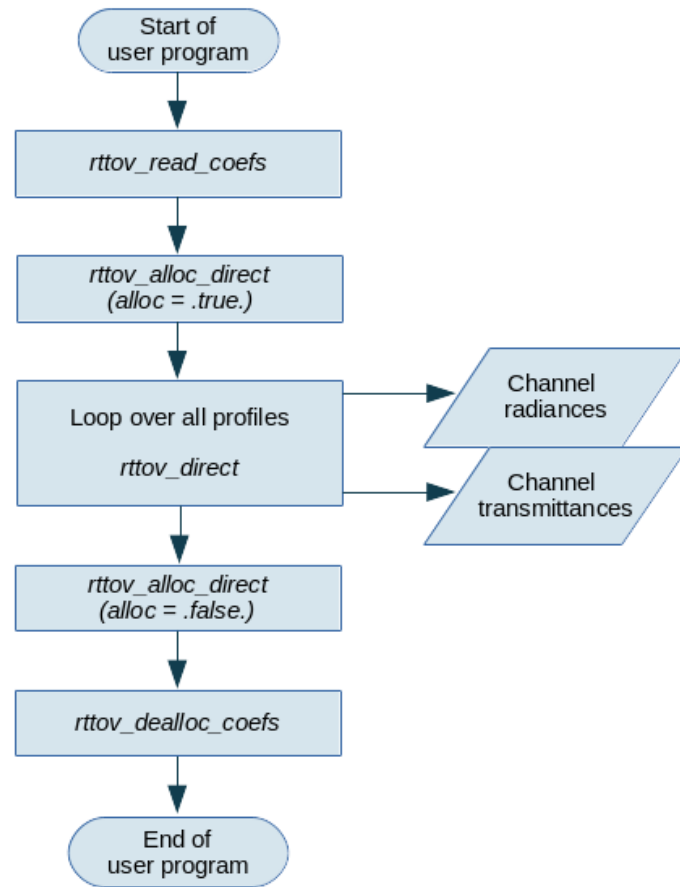 Start of
user program
rttov_read_coefs
rttov_alloc_direct
(alloc = .true.)
Loop over all profiles
rttov_direct
Channel
radiances
Channel
transmittances
rttov_alloc_direct
(alloc = .false.)
rttov_dealloc_coefs
End of
user program